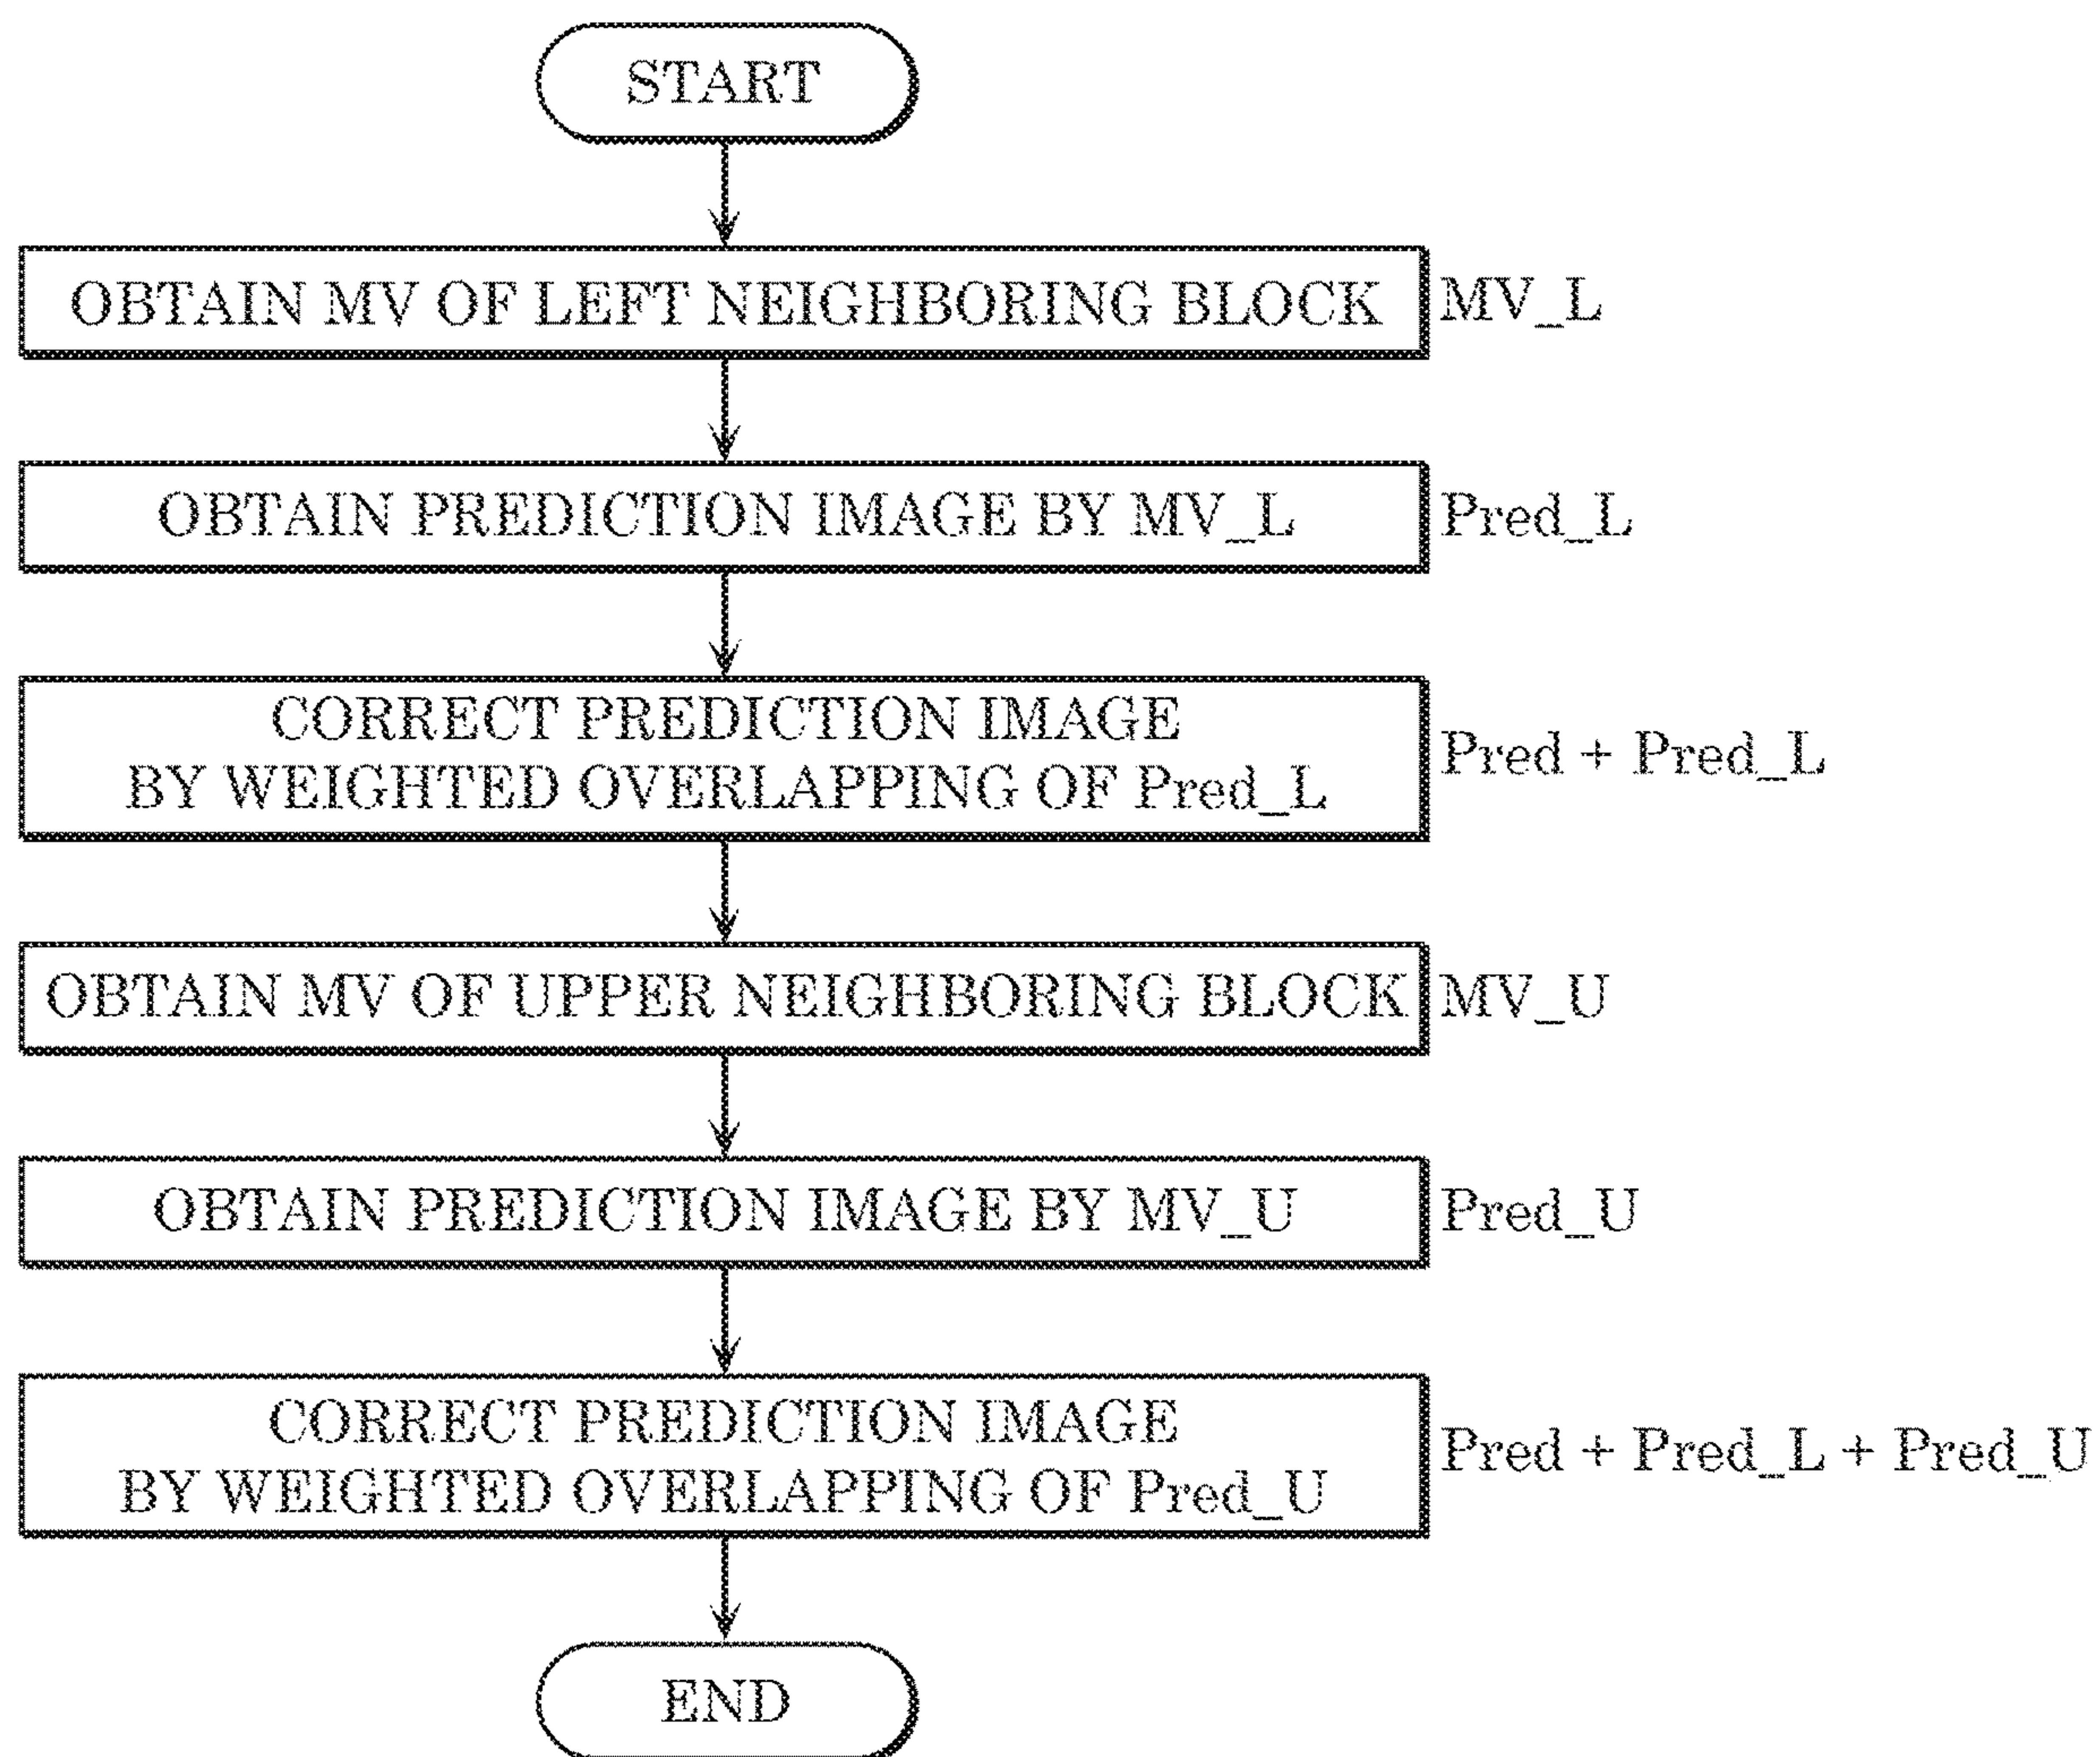 START
OBTAIN MV OF LEFT NEIGHBORING BLOCK
MV_L
OBTAIN PREDICTION IMAGE BY MV_L
Pred_L
CORRECT PREDICTION IMAGE
BY WEIGHTED OVERLAPPING OF Pred_L
Pred + Pred_L
OBTAIN MV OF UPPER NEIGHBORING BLOCK
MV_U
OBTAIN PREDICTION IMAGE BY MV_U
Pred_U
CORRECT PREDICTION IMAGE
BY WEIGHTED OVERLAPPING OF Pred_U
Pred + Pred_L + Pred_U
END